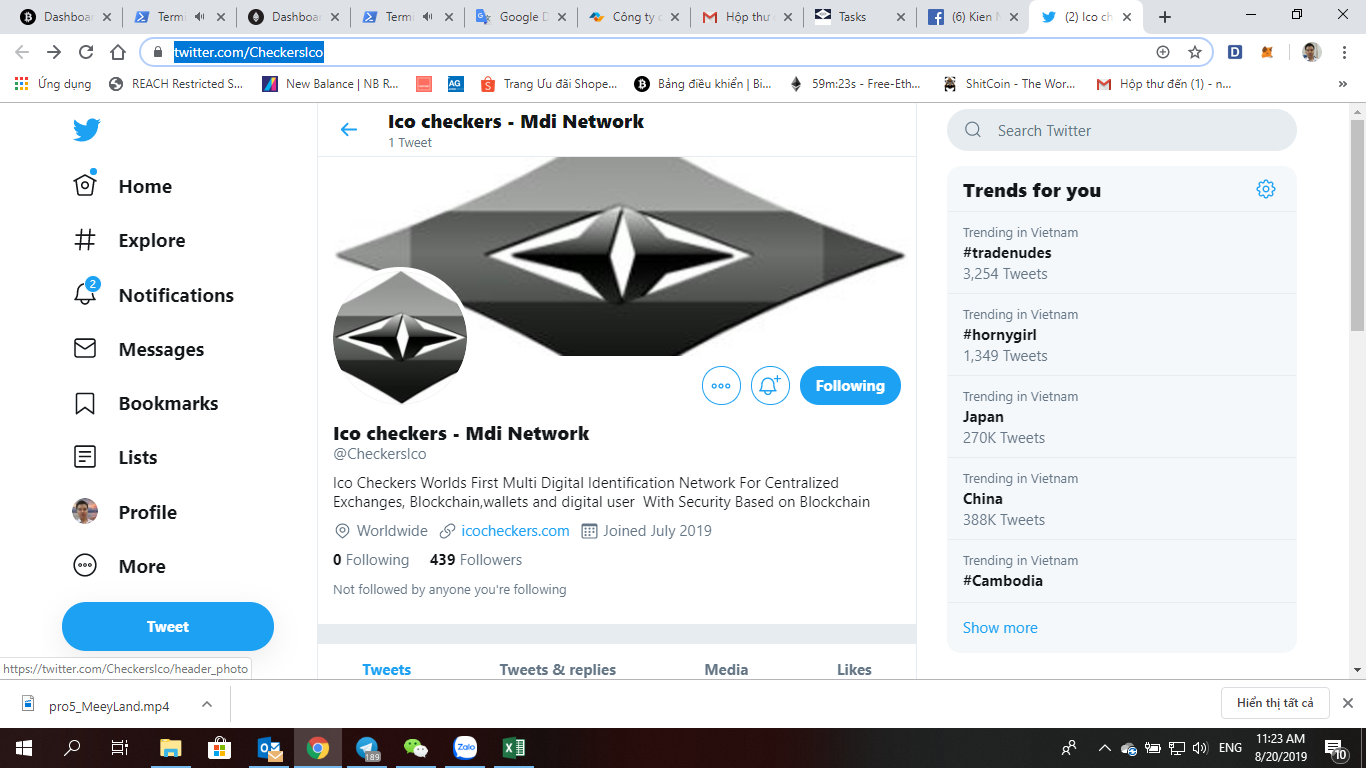 Dashboar
Termi
Dashboar
Termi
Google D
Công ty c
Hộp thư
Tasks
(6) Kien N
(2) Ico ch
twitter.com/CheckersIco
Ứng dụng
REACH Restricted S...
New Balance | NB R...
AG
Trang Ưu đãi Shope...
Bảng điều khiển | Bi...
59m:23s - Free-Eth...
ShitCoin - The Wor...
Hộp thư đến (1) - n...
»
Ico checkers - Mdi Network
1 Tweet
Home
Explore
2
Notifications
Messages
Bookmarks
Lists
Profile
More
Tweet
Following
Ico checkers - Mdi Network
@CheckersIco
Ico Checkers Worlds First Multi Digital Identification Network For Centralized
Exchanges, Blockchain,wallets and digital user With Security Based on Blockchain
Worldwide icocheckers.com Joined July 2019
0 Following 439 Followers
Not followed by anyone you're following
Tweets Tweets & replies Media Likes
Search Twitter
Trends for you
Trending in Vietnam
#tradenudes
3,254 Tweets
Trending in Vietnam
#hornygirl
1,349 Tweets
Trending in Vietnam
Japan
270K Tweets
Trending in Vietnam
China
388K Tweets
Trending in Vietnam
#Cambodia
Show more
https://twitter.com/CheckersIco/header_photo
pro5_MeeyLand.mp4
Hiển thị tất cả
189
Zalo
ENG
11:23 AM
8/20/2019
10